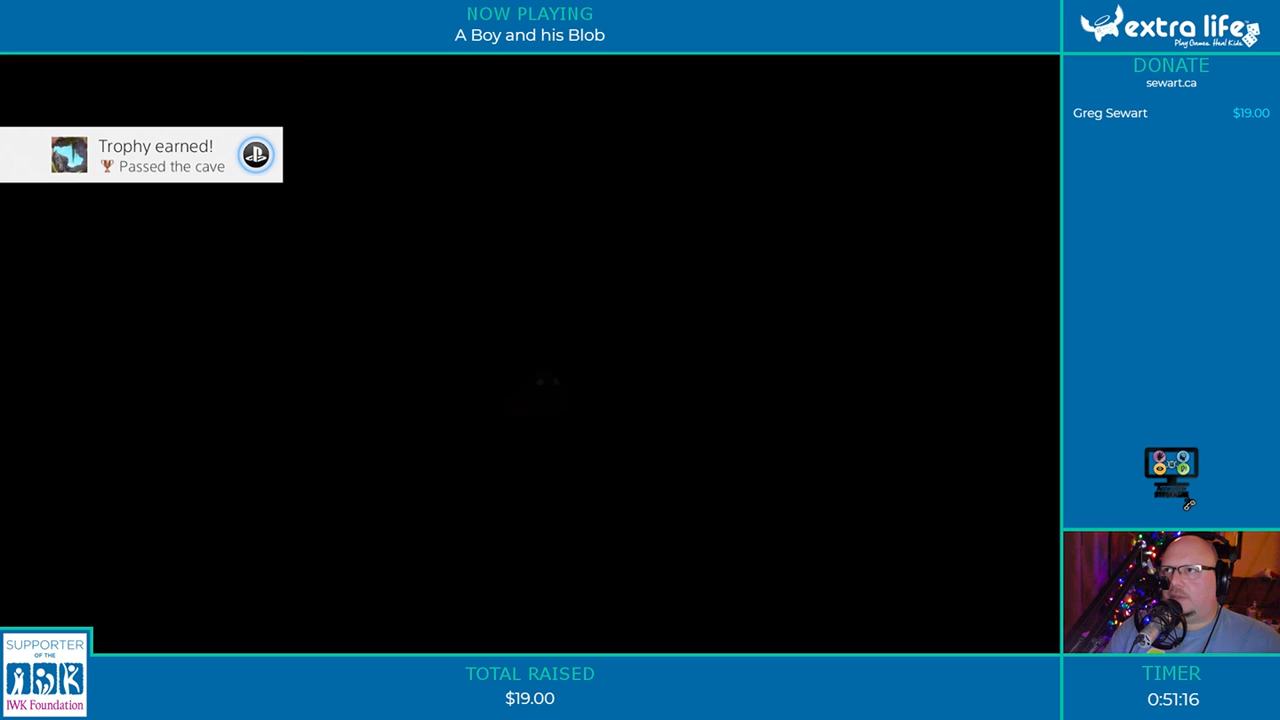 NOW PLAYING
A Boy and his Blob
extra life
Play Games Heal Kids
DONATE
sewart.ca
Greg Sewart $19.00
Trophy earned!
Passed the cave
SUPPORTER
OF THE
IWK
IWK Foundation
TOTAL RAISED
$19.00
TIMER
0:51:16